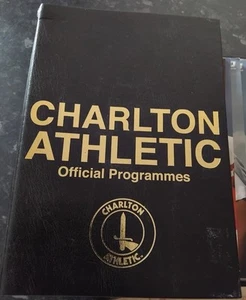 CHARLTON
ATHLETIC
Official Programmes
CHARLTON
ATHLETIC